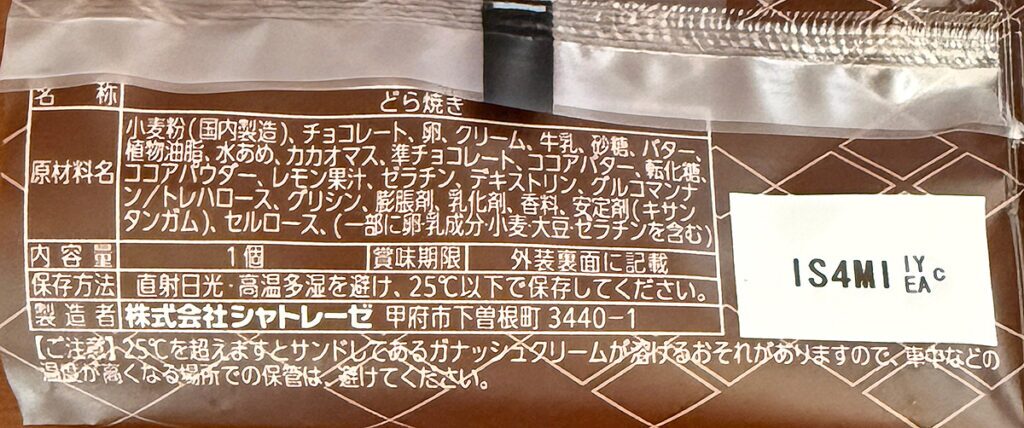 名称 どら焼き
原材料名 小麦粉(国内製造)、チョコレート、卵、クリーム、牛乳、砂糖、バター、
植物油脂、水あめ、カカオマス、準チョコレート、ココアバター、転化糖、
ココアパウダー、レモン果汁、ゼラチン、デキストリン、グルコマンナ
ン/トレハロース、グリシン、膨脹剤、乳化剤、香料、安定剤(キサン
タンガム)、セルロース、(一部に卵・乳成分・小麦・大豆・ゼラチンを含む)
内容量 1個 賞味期限 外装裏面に記載
保存方法 直射日光・高温多湿を避け、25℃以下で保存してください。
製造者 株式会社シャトレーゼ 甲府市下曽根町 3440-1
【ご注意】25℃を超えますとサンドしてあるガナッシュクリームが溶けるおそれがありますので、車中などの
温度が高くなる場所での保管は、避けてください。
IS4MI IY EA c